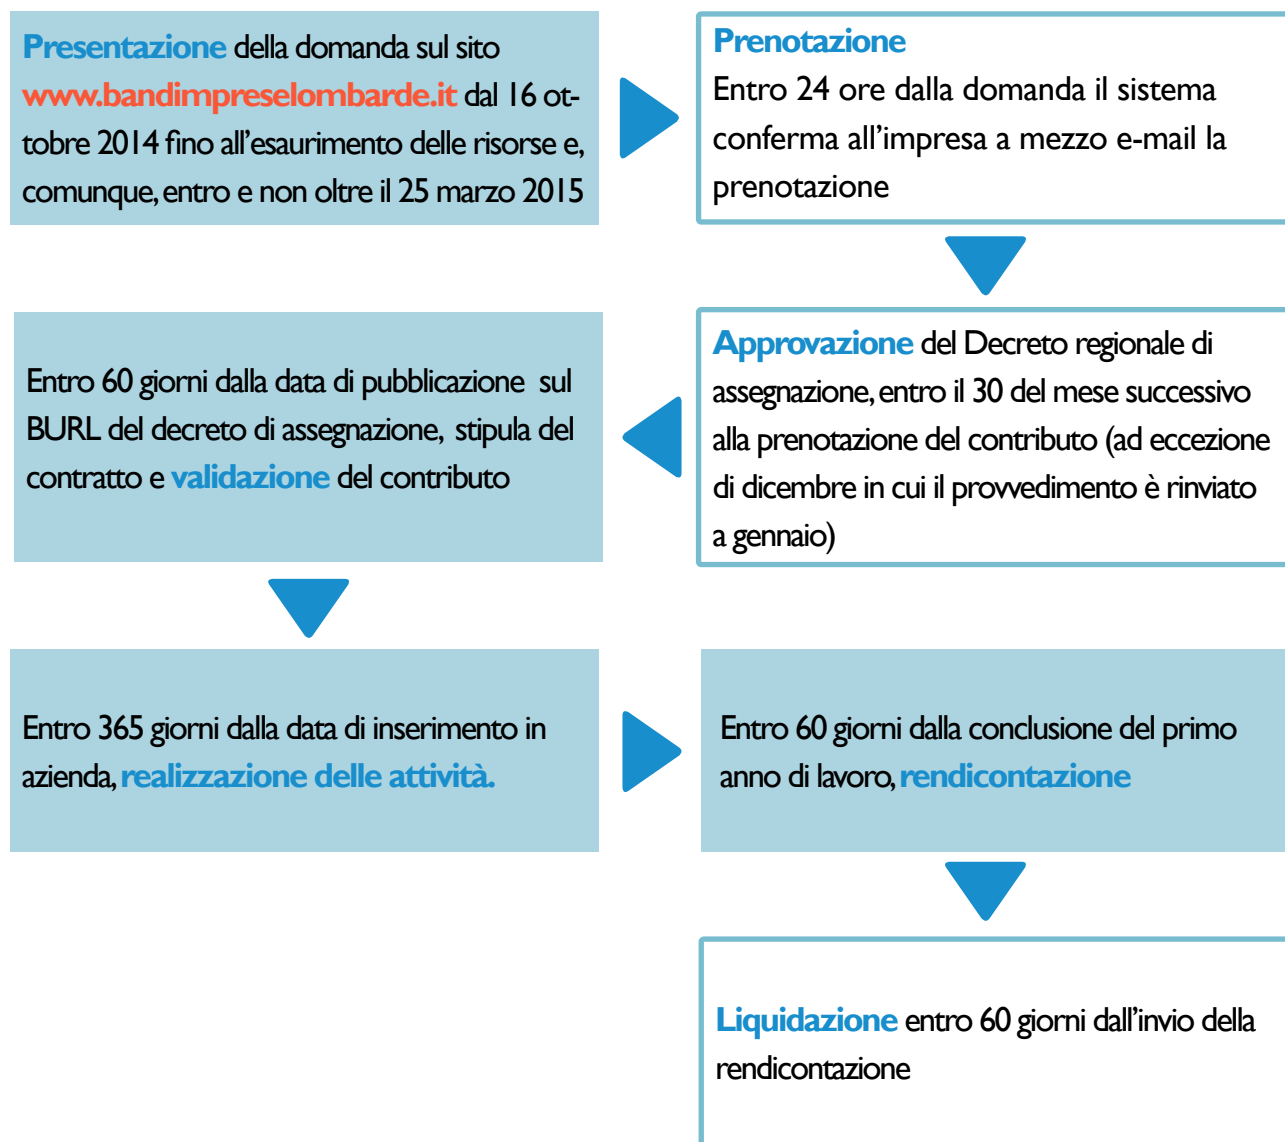 Presentazione della domanda sul sito
www.bandimpreselombarde.it dal 16 ot-
tobre 2014 fino all'esaurimento delle risorse e,
comunque, entro e non oltre il 25 marzo 2015
Prenotazione
Entro 24 ore dalla domanda il sistema
conferma all'impresa a mezzo e-mail la
prenotazione
Approvazione del Decreto regionale di
assegnazione, entro il 30 del mese successivo
alla prenotazione del contributo (ad eccezione
di dicembre in cui il provvedimento è rinviato
a gennaio)
Entro 60 giorni dalla data di pubblicazione sul
BURL del decreto di assegnazione, stipula del
contratto e validazione del contributo
Entro 365 giorni dalla data di inserimento in
azienda, realizzazione delle attività.
Entro 60 giorni dalla conclusione del primo
anno di lavoro, rendicontazione
Liquidazione entro 60 giorni dall'invio della
rendicontazione